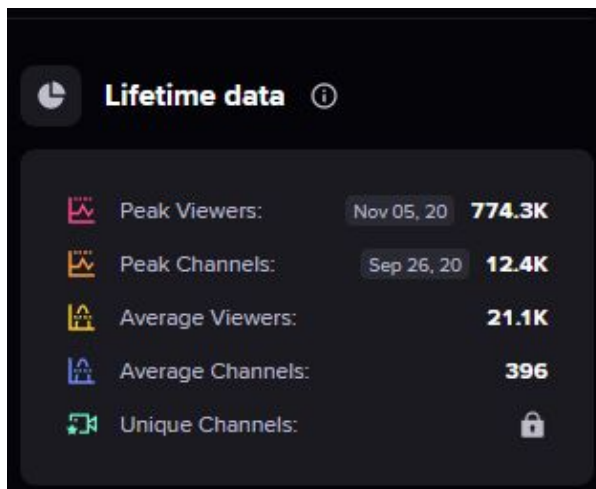 Lifetime data
Peak Viewers: Nov 05, 20 774.3K
Peak Channels: Sep 26, 20 12.4K
Average Viewers: 21.1K
Average Channels: 396
Unique Channels: